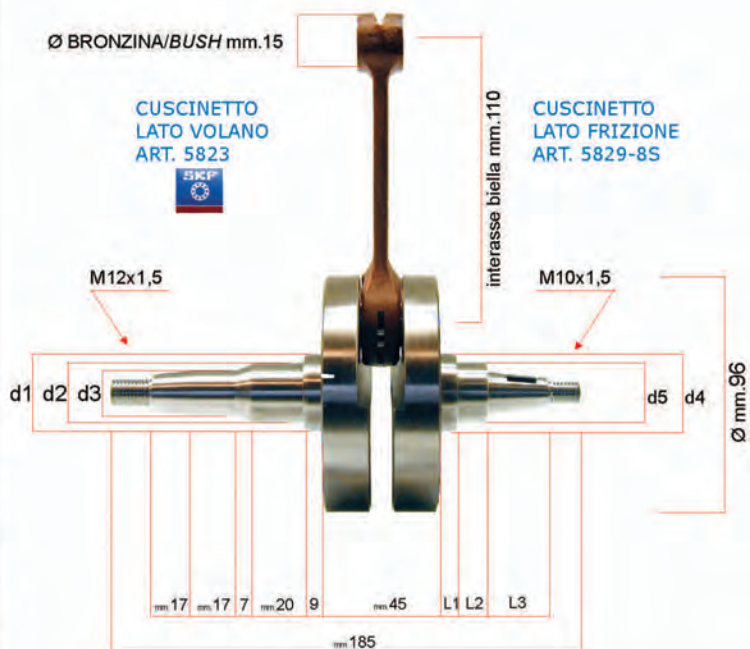 Ø BRONZINA/BUSH mm.15
CUSCINETTO
LATO VOLANO
ART. 5823
SKF
CUSCINETTO
LATO FRIZIONE
ART. 5829-8S
interasse biella mm.110
M12x1,5
M10x1,5
d1 d2 d3
d5 d4
Ø mm.96
mm.17 mm.17 7 mm.20 9 mm.45 L1 L2 L3
mm.185